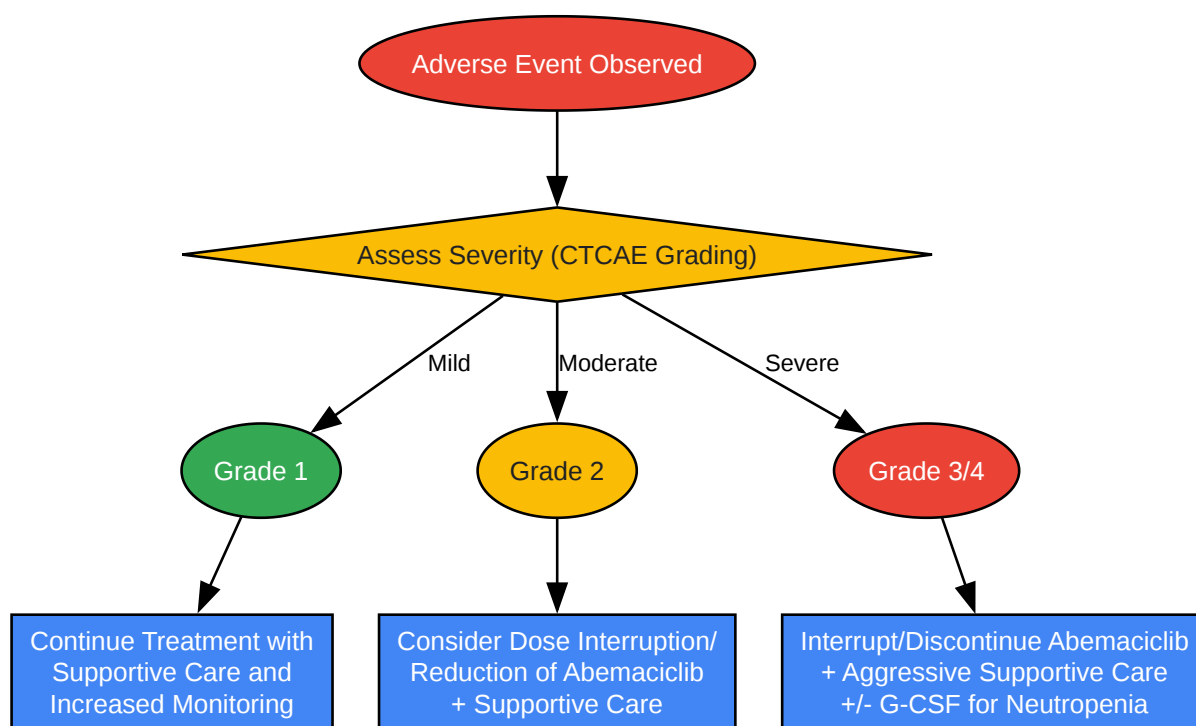 Adverse Event Observed
Assess Severity (CTCAE Grading)
Mild
Moderate
Severe
Grade 1
Grade 2
Grade 3/4
Continue Treatment with
Supportive Care and
Increased Monitoring
Consider Dose Interruption/
Reduction of Abemaciclib
+ Supportive Care
Interrupt/Discontinue Abemaciclib
+ Aggressive Supportive Care
+/- G-CSF for Neutropenia